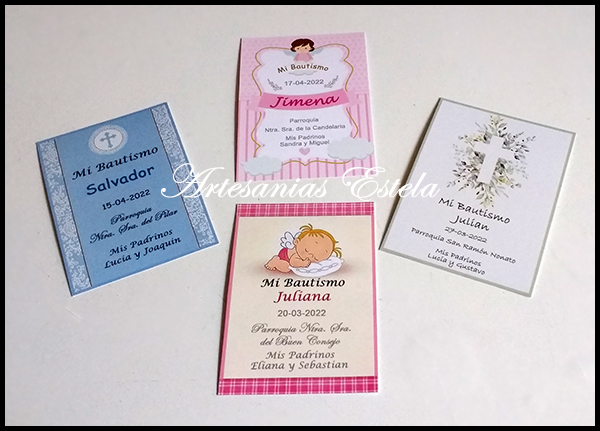 Mi Bautismo
17-04-2022
Jimena
Parroquia
Ntra. Sra. de la Candelaria
Mis Padrinos
Sandra y Miguel
Mi Bautismo
Salvador
15-04-2022
Parroquia
Ntra. Sra. del Pilar
Mis Padrinos
Lucia y Joaquin
Mi Bautismo
Julian
27-03-2022
Parroquia San Ramón Nonato
Mis Padrinos
Lucia y Gustavo
Artesanias Estela
Mi Bautismo
Juliana
20-03-2022
Parroquia Ntra. Sra.
del Buen Consejo
Mis Padrinos
Eliana y Sebastian